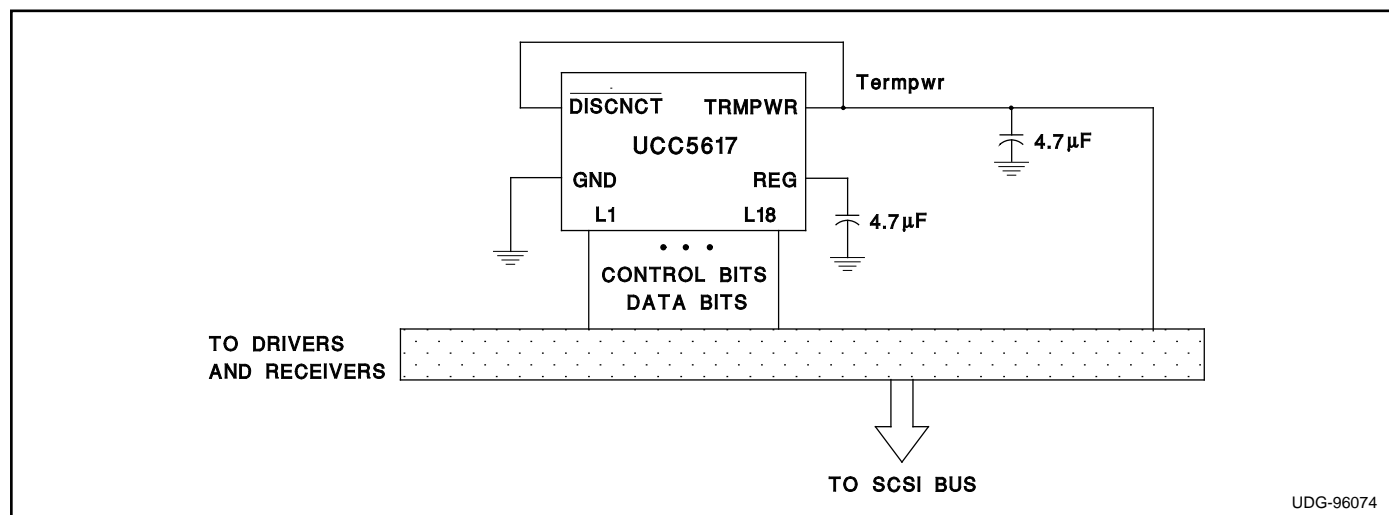 Termpwr
DISCNCT TRMPWR
UCC5617
4.7µF
GND REG
L1 L18
4.7µF
• • •
CONTROL BITS
DATA BITS
TO DRIVERS
AND RECEIVERS
TO SCSI BUS
UDG-96074